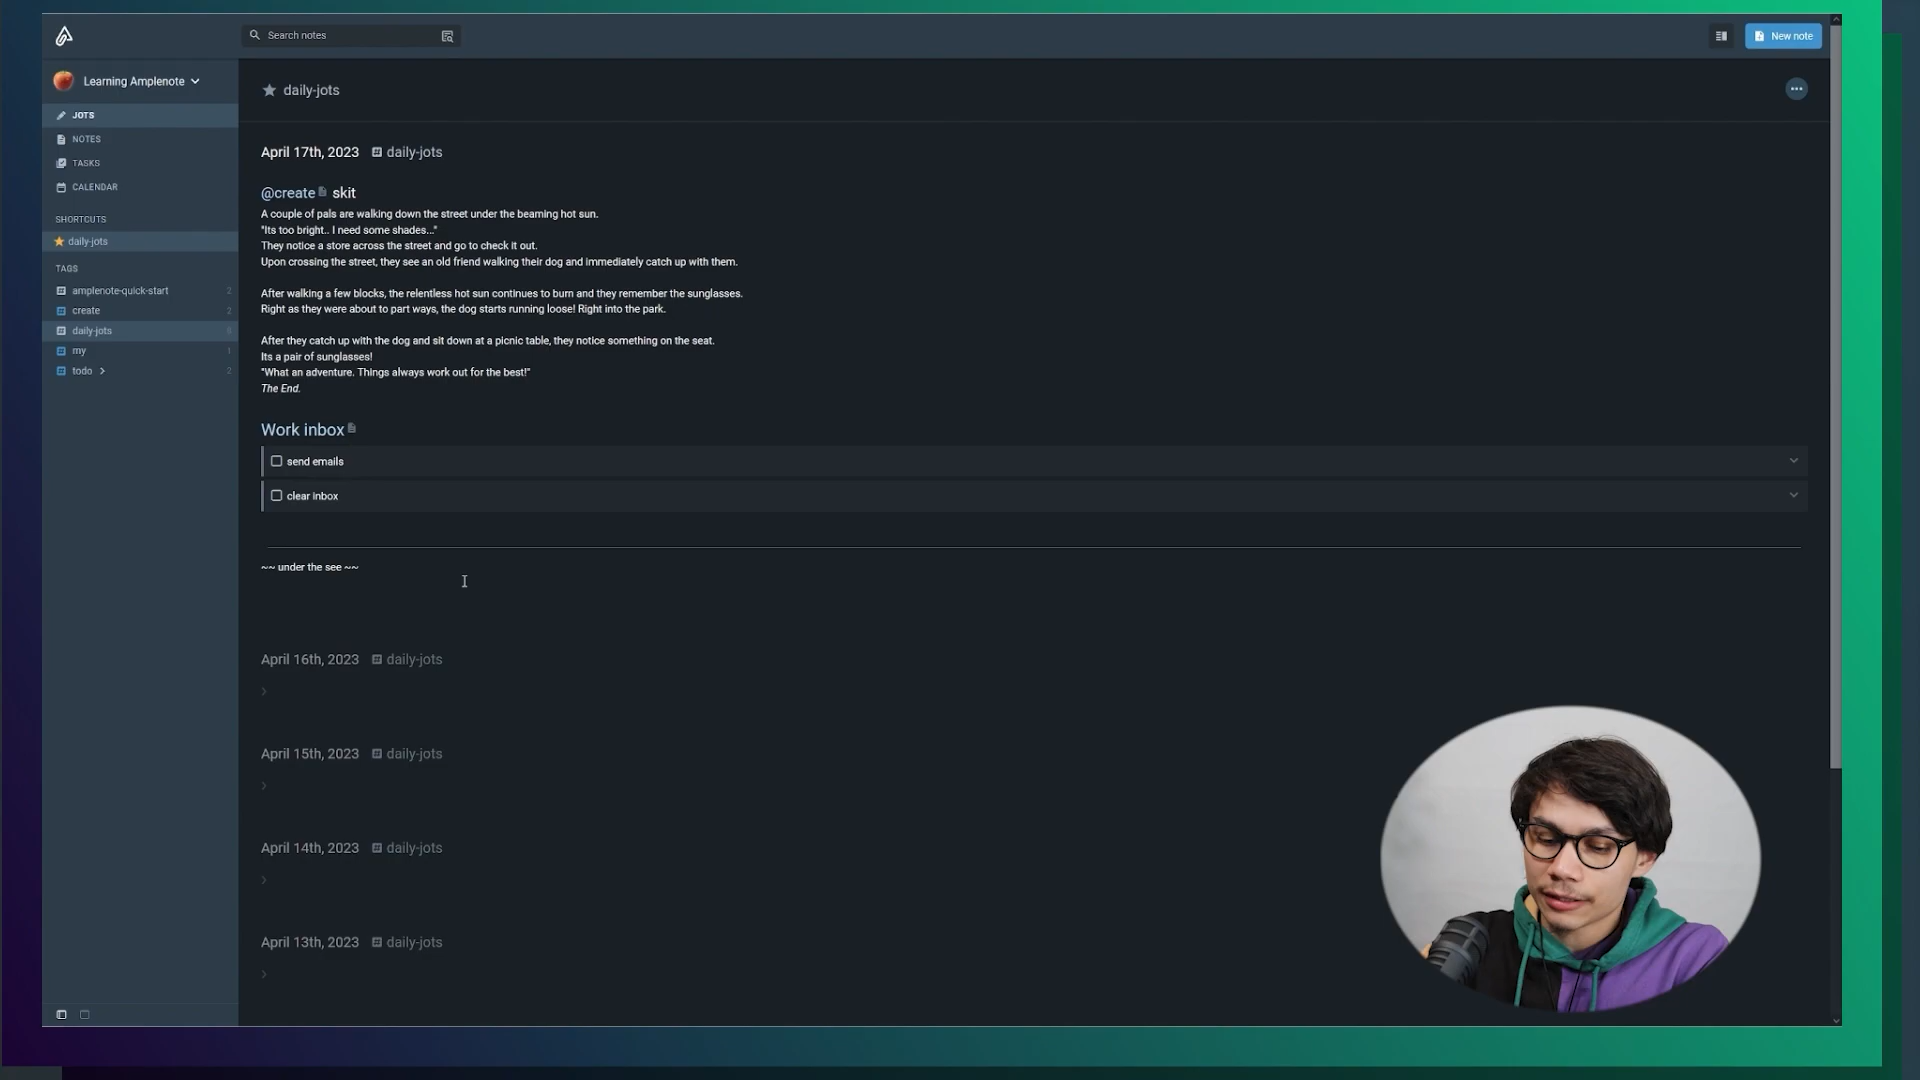 Search notes
New note
Learning Amplenote
JOTS
NOTES
TASKS
CALENDAR
SHORTCUTS
daily-jots
TAGS
amplenote-quick-start 2
create 2
daily-jots
my 1
todo 2
daily-jots
April 17th, 2023 daily-jots
@create skit
A couple of pals are walking down the street under the beaming hot sun.
"Its too bright.. I need some shades..."
They notice a store across the street and go to check it out.
Upon crossing the street, they see an old friend walking their dog and immediately catch up with them.
After walking a few blocks, the relentless hot sun continues to burn and they remember the sunglasses.
Right as they were about to part ways, the dog starts running loose! Right into the park.
After they catch up with the dog and sit down at a picnic table, they notice something on the seat.
Its a pair of sunglasses!
"What an adventure. Things always work out for the best!"
The End.
Work inbox
send emails
clear inbox
~~ under the see ~~
April 16th, 2023 daily-jots
April 15th, 2023 daily-jots
April 14th, 2023 daily-jots
April 13th, 2023 daily-jots